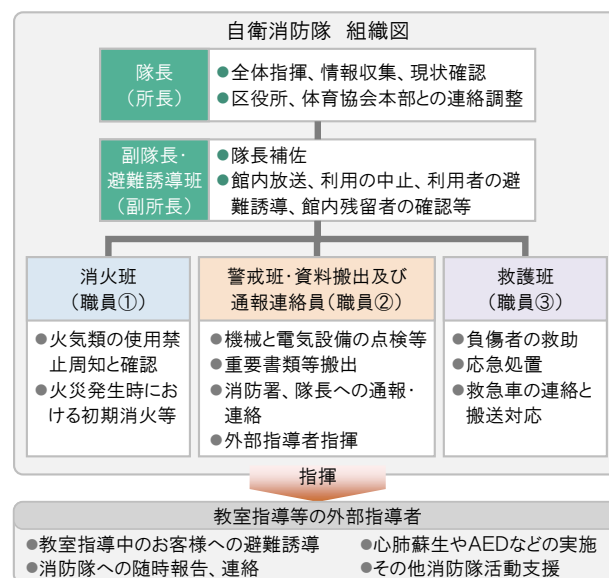 自衛消防隊 組織図
隊長
（所長）
●全体指揮、情報収集、現状確認
●区役所、体育協会本部との連絡調整
副隊長・
避難誘導班
（副所長）
●隊長補佐
●館内放送、利用の中止、利用者の避
難誘導、館内残留者の確認等
消火班
（職員①）
●火気類の使用禁
止周知と確認
●火災発生時にお
ける初期消火等
警戒班・資料搬出及び
通報連絡員（職員②）
●機械と電気設備の点検等
●重要書類等搬出
●消防署、隊長への通報・
連絡
●外部指導者指揮
救護班
（職員③）
●負傷者の救助
●応急処置
●救急車の連絡と
搬送対応
指揮
教室指導等の外部指導者
●教室指導中のお客様への避難誘導
●消防隊への随時報告、連絡
●心肺蘇生やAEDなどの実施
●その他消防隊活動支援